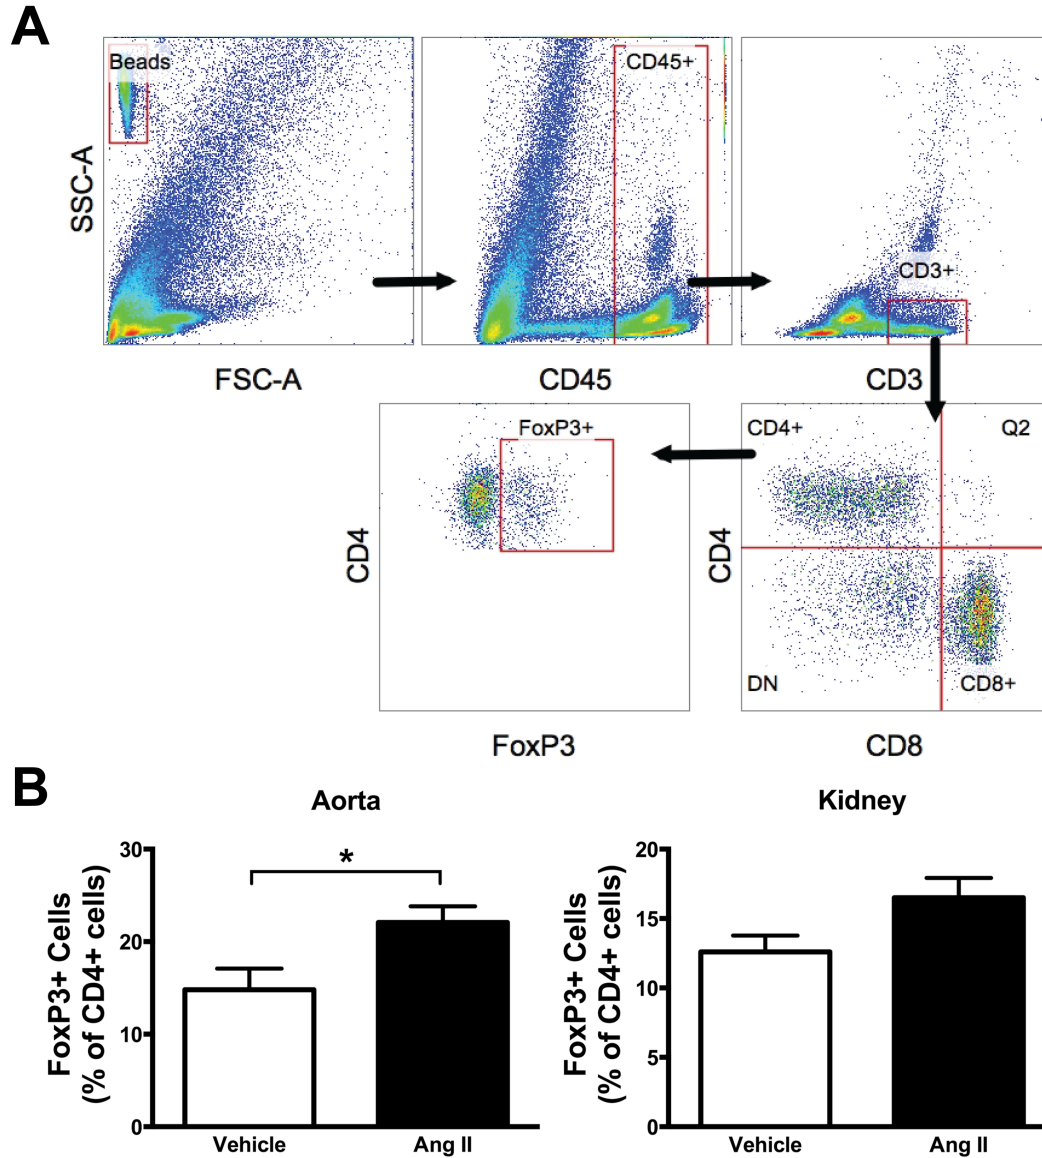 A
Beads
CD45+
CD3+
SSC-A
FSC-A
CD45
CD3
FoxP3+
CD4+
Q2
CD4
CD4
DN
CD8+
FoxP3
CD8
B
Aorta
Kidney
FoxP3+ Cells
(% of CD4+ cells)
30
20
10
0
*
Vehicle
Ang II
FoxP3+ Cells
(% of CD4+ cells)
20
15
10
5
0
Vehicle
Ang II